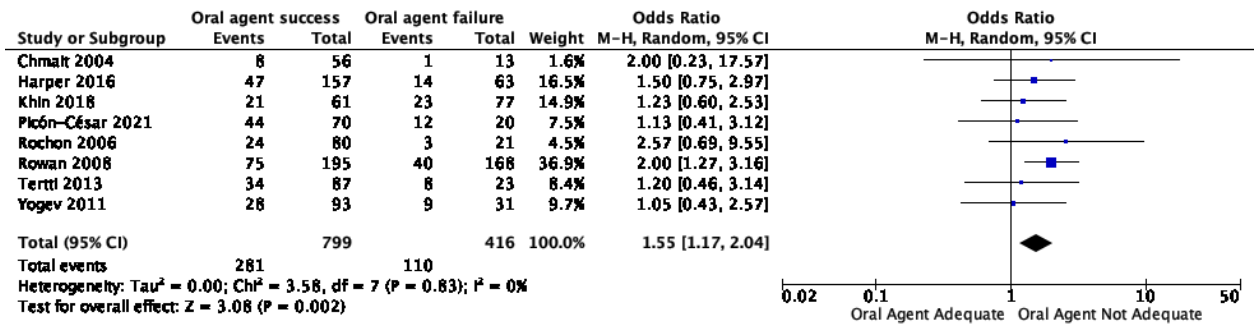 Oral agent success Oral agent failure Odds Ratio Odds Ratio
Study or Subgroup Events Total Events Total Weight M-H, Random, 95% CI M-H, Random, 95% CI
Chmait 2004 8 56 1 13 1.6% 2.00 [0.23, 17.57]
Harper 2016 47 157 14 63 16.5% 1.50 [0.75, 2.97]
Khin 2018 21 61 23 77 14.9% 1.23 [0.60, 2.53]
Picón-César 2021 44 70 12 20 7.5% 1.13 [0.41, 3.12]
Rochon 2006 24 80 3 21 4.5% 2.57 [0.69, 9.55]
Rowan 2008 75 195 40 168 36.9% 2.00 [1.27, 3.16]
Tertti 2013 34 87 8 23 8.4% 1.20 [0.46, 3.14]
Yogev 2011 28 93 9 31 9.7% 1.05 [0.43, 2.57]
Total (95% CI) 799 416 100.0% 1.55 [1.17, 2.04]
Total events 281 110
Heterogeneity: Tau² = 0.00; Chi² = 3.58, df = 7 (P = 0.83); I² = 0%
Test for overall effect: Z = 3.08 (P = 0.002)
0.02 0.1 1 10 50
Oral Agent Adequate Oral Agent Not Adequate